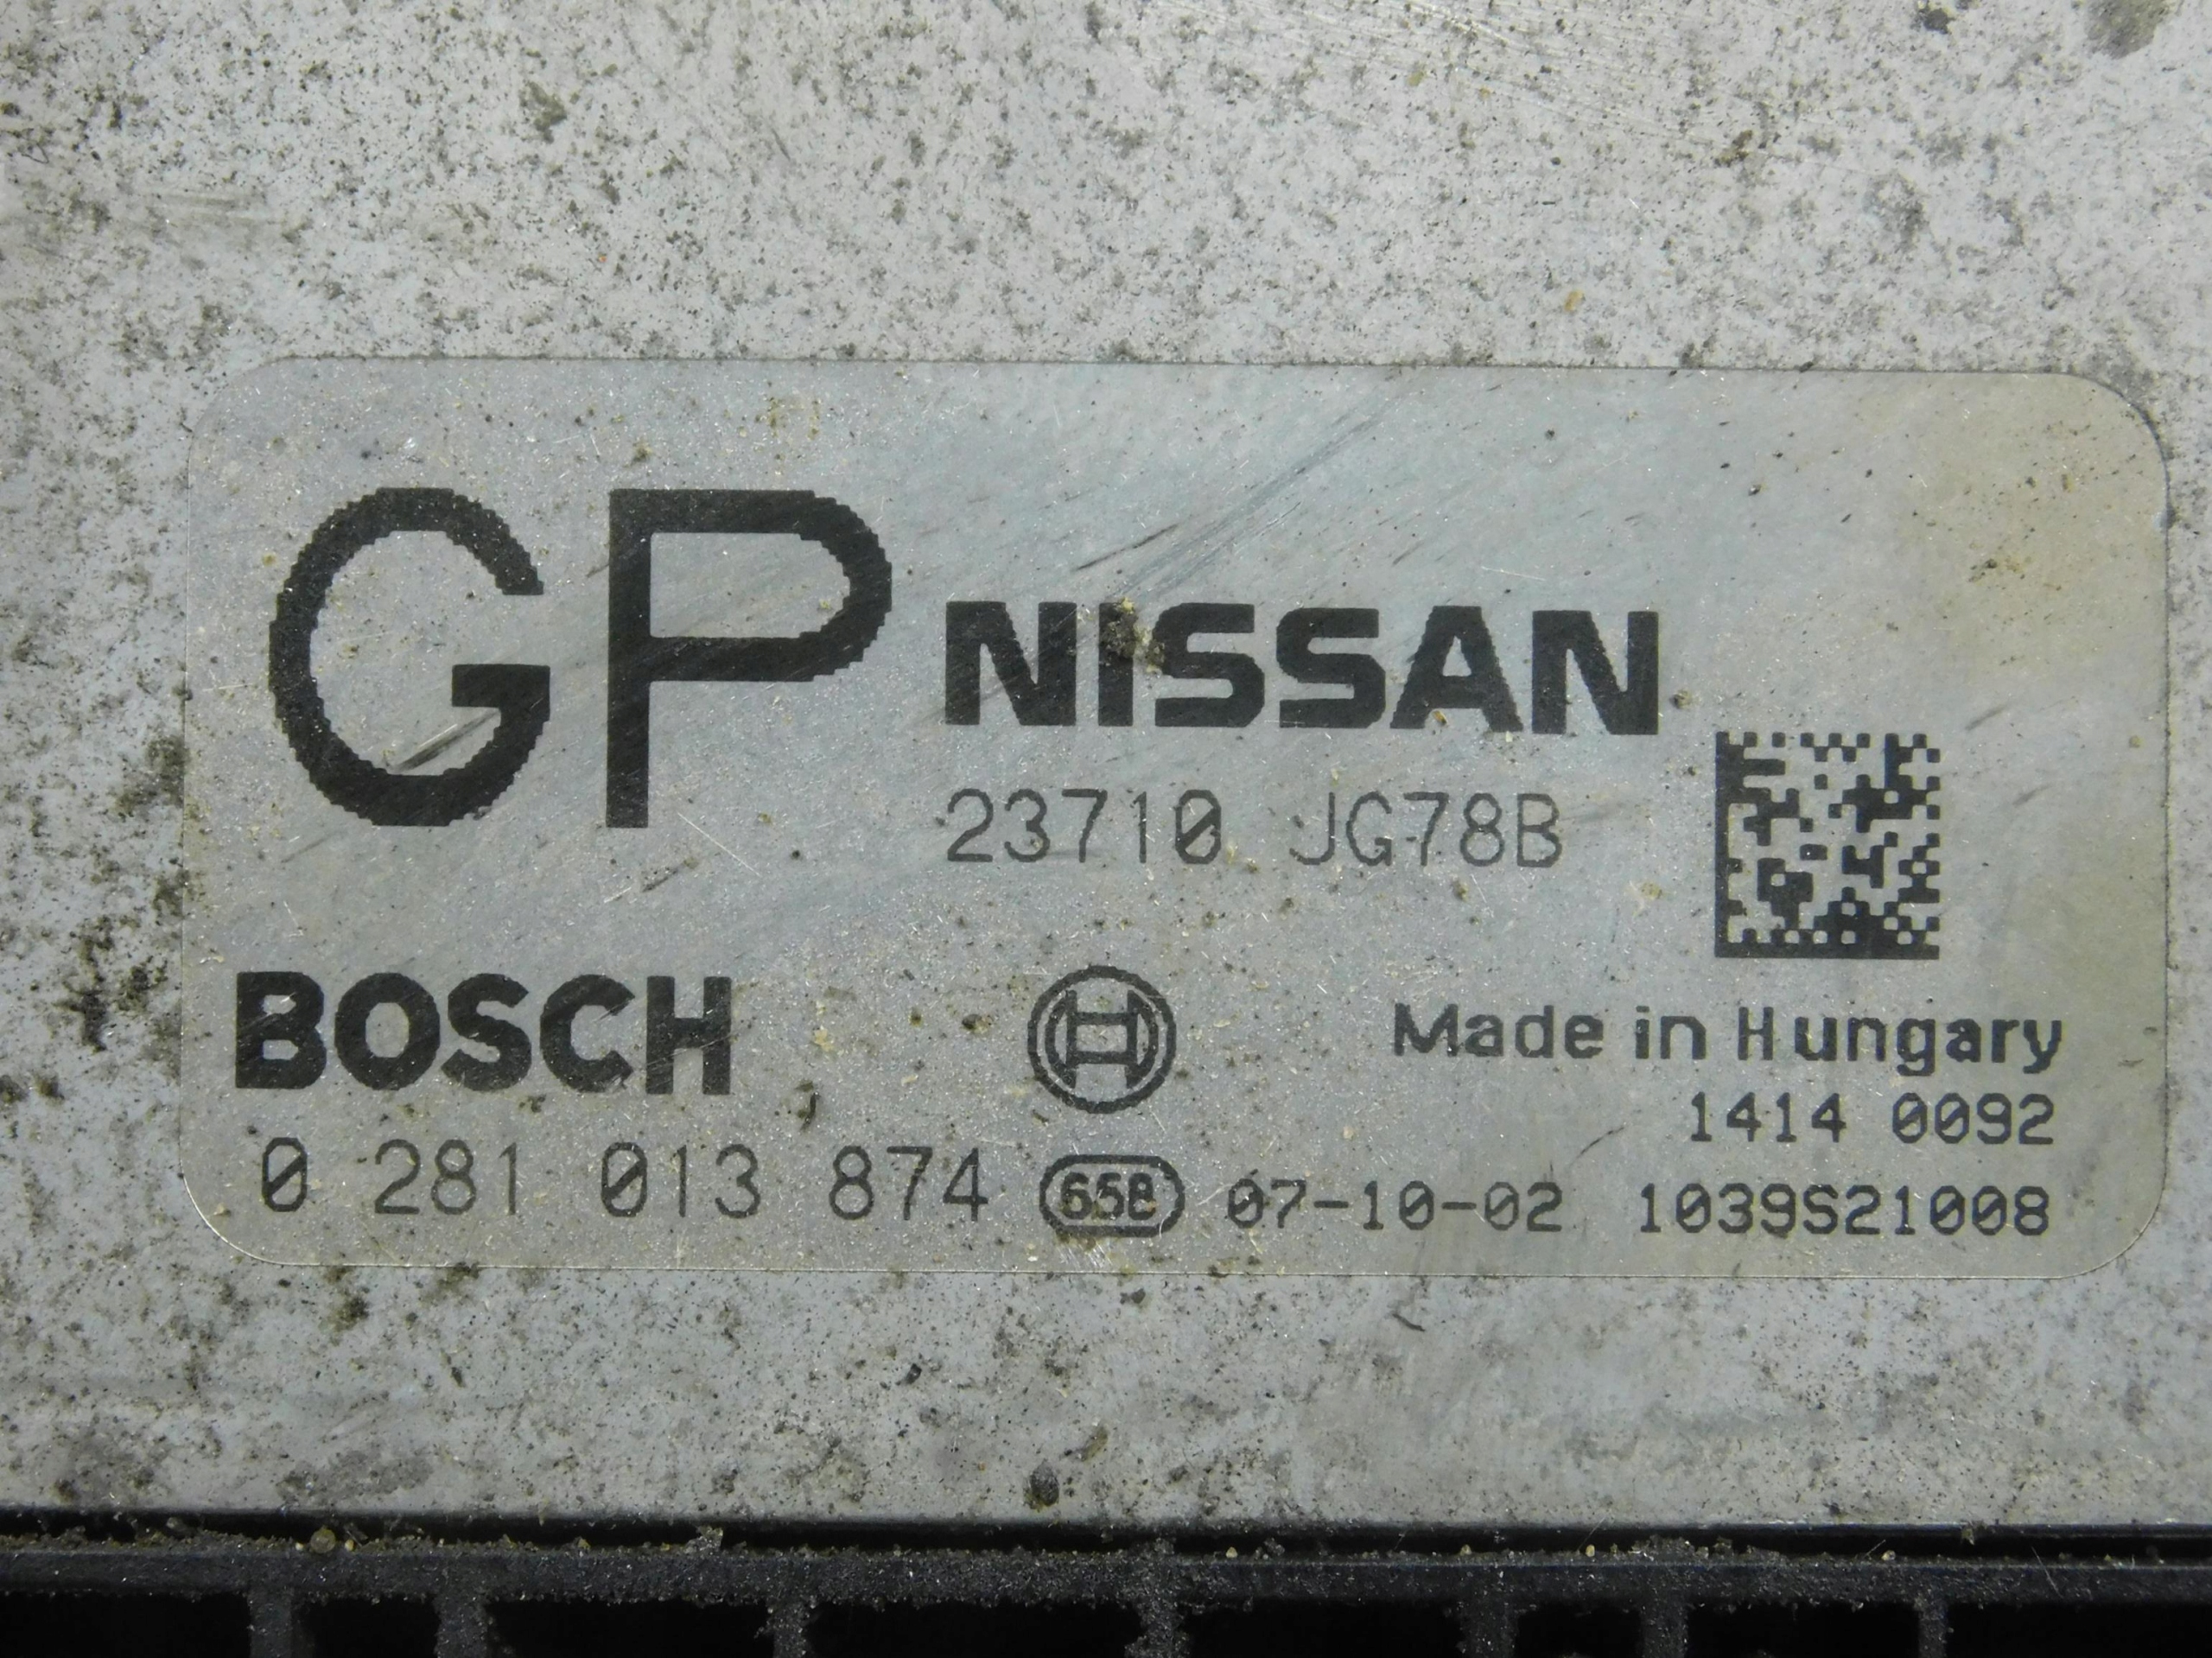 GP NISSAN
23710 JG78B
BOSCH
Made in Hungary
1414 0092
0 281 013 874 658 07-10-02 1039S21008